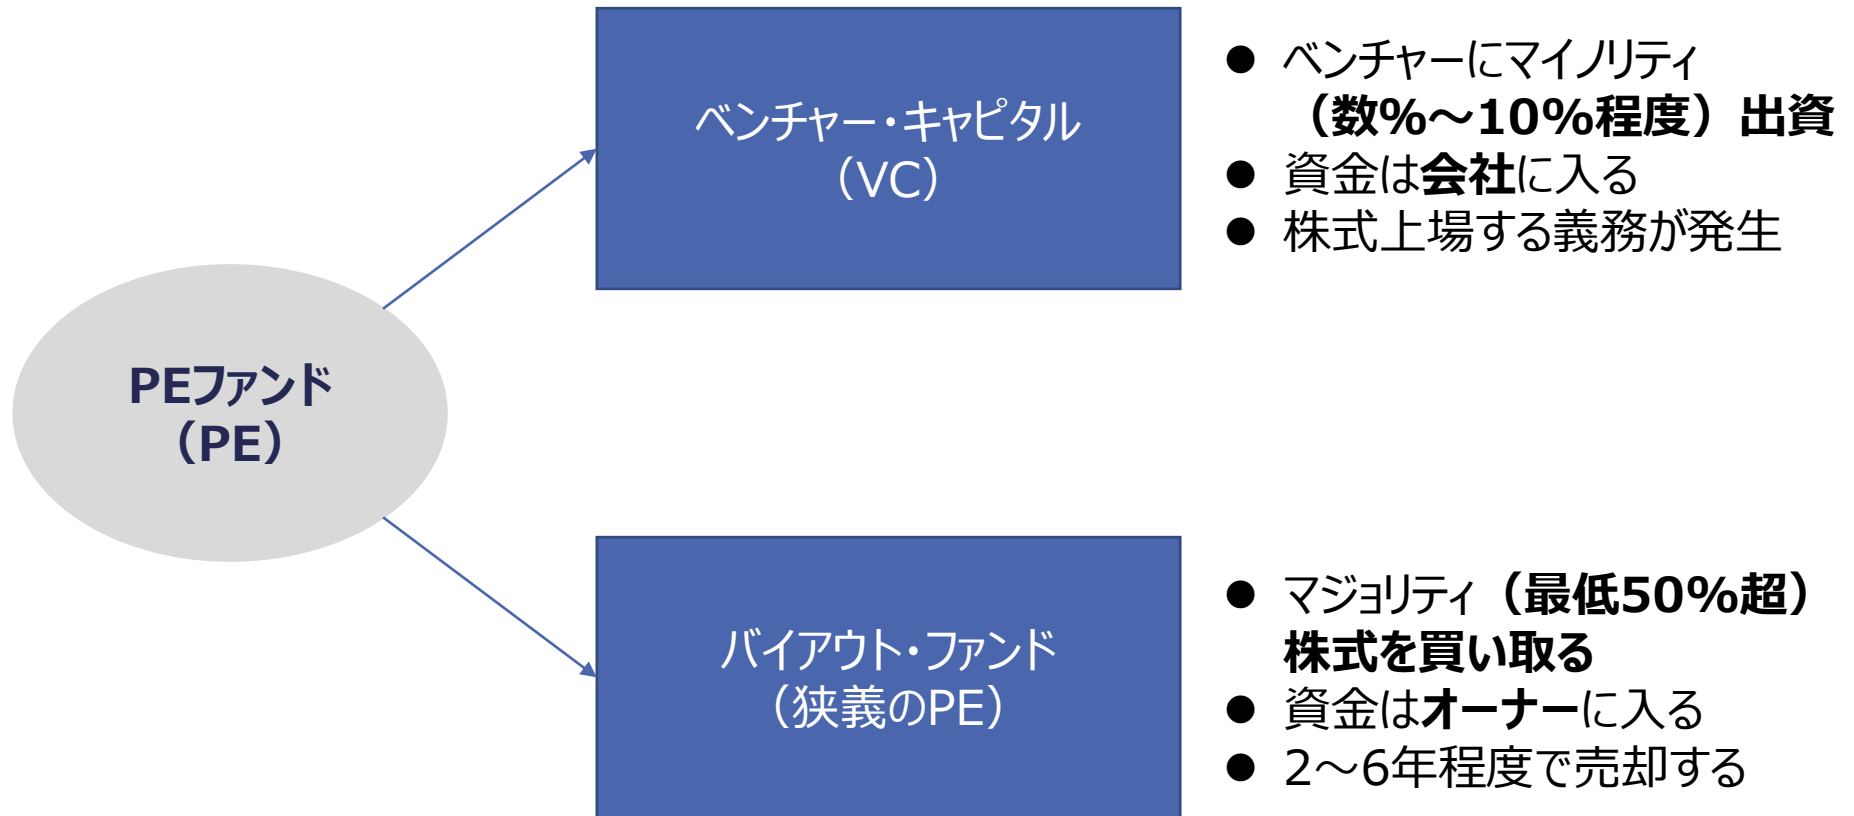 PEファンド
（PE）
ベンチャー・キャピタル
（VC）
● ベンチャーにマイノリティ
（数%～10%程度）出資
● 資金は会社に入る
● 株式上場する義務が発生
バイアウト・ファンド
（狭義のPE）
● マジョリティ（最低50%超）
株式を買い取る
● 資金はオーナーに入る
● 2～6年程度で売却する